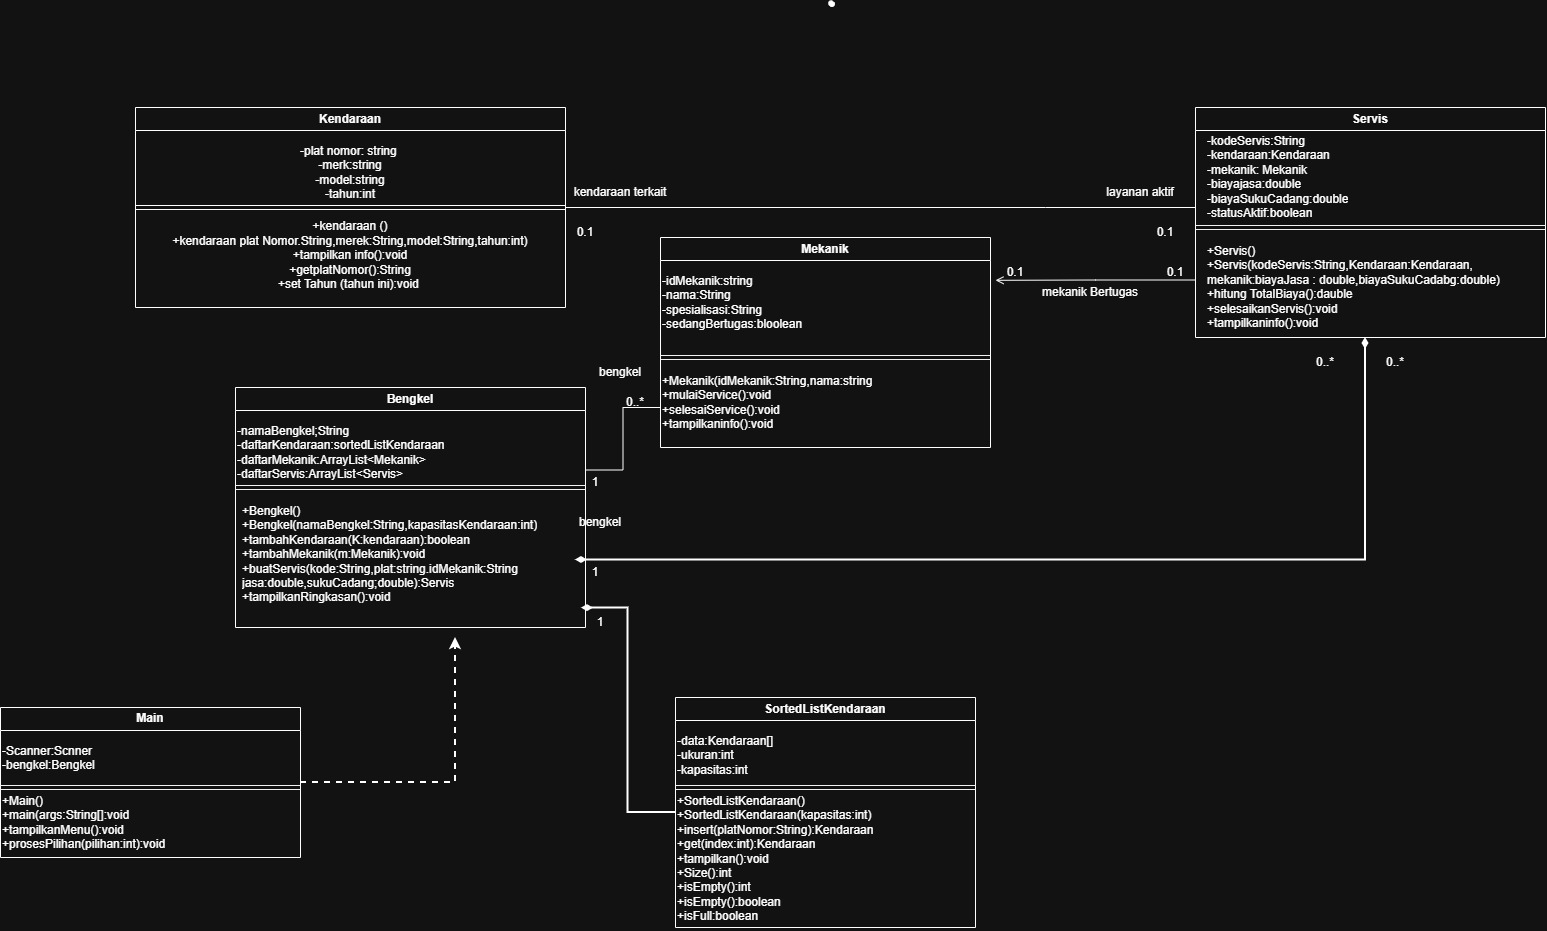 Kendaraan
-plat nomor: string
-merk:string
-model:string
-tahun:int
+kendaraan ()
+kendaraan plat Nomor.String,merek:String,model:String,tahun:int)
+tampilkan info():void
+getplatNomor():String
+set Tahun (tahun ini):void
kendaraan terkait
0.1
layanan aktif
0.1
Servis
-kodeServis:String
-kendaraan:Kendaraan
-mekanik: Mekanik
-biayajasa:double
-biayaSukuCadang:double
-statusAktif:boolean
+Servis()
+Servis(kodeServis:String,Kendaraan:Kendaraan,
mekanik:biayaJasa : double,biayaSukuCadabg:double)
+hitung TotalBiaya():dauble
+selesaikanServis():void
+tampilkaninfo():void
Mekanik
-idMekanik:string
-nama:String
-spesialisasi:String
-sedangBertugas:bloolean
+Mekanik(idMekanik:String,nama:string
+mulaiService():void
+selesaiService():void
+tampilkaninfo():void
0.1
0.1
mekanik Bertugas
0..*
0..*
bengkel
0..*
1
Bengkel
-namaBengkel;String
-daftarKendaraan:sortedListKendaraan
-daftarMekanik:ArrayList<Mekanik>
-daftarServis:ArrayList<Servis>
+Bengkel()
+Bengkel(namaBengkel:String,kapasitasKendaraan:int)
+tambahKendaraan(K:kendaraan):boolean
+tambahMekanik(m:Mekanik):void
+buatServis(kode:String,plat:string.idMekanik:String
jasa:double,sukuCadang;double):Servis
+tampilkanRingkasan():void
bengkel
1
1
Main
-Scanner:Scnner
-bengkel:Bengkel
+Main()
+main(args:String[]:void
+tampilkanMenu():void
+prosesPilihan(pilihan:int):void
SortedListKendaraan
-data:Kendaraan[]
-ukuran:int
-kapasitas:int
+SortedListKendaraan()
+SortedListKendaraan(kapasitas:int)
+insert(platNomor:String):Kendaraan
+get(index:int):Kendaraan
+tampilkan():void
+Size():int
+isEmpty():int
+isEmpty():boolean
+isFull:boolean